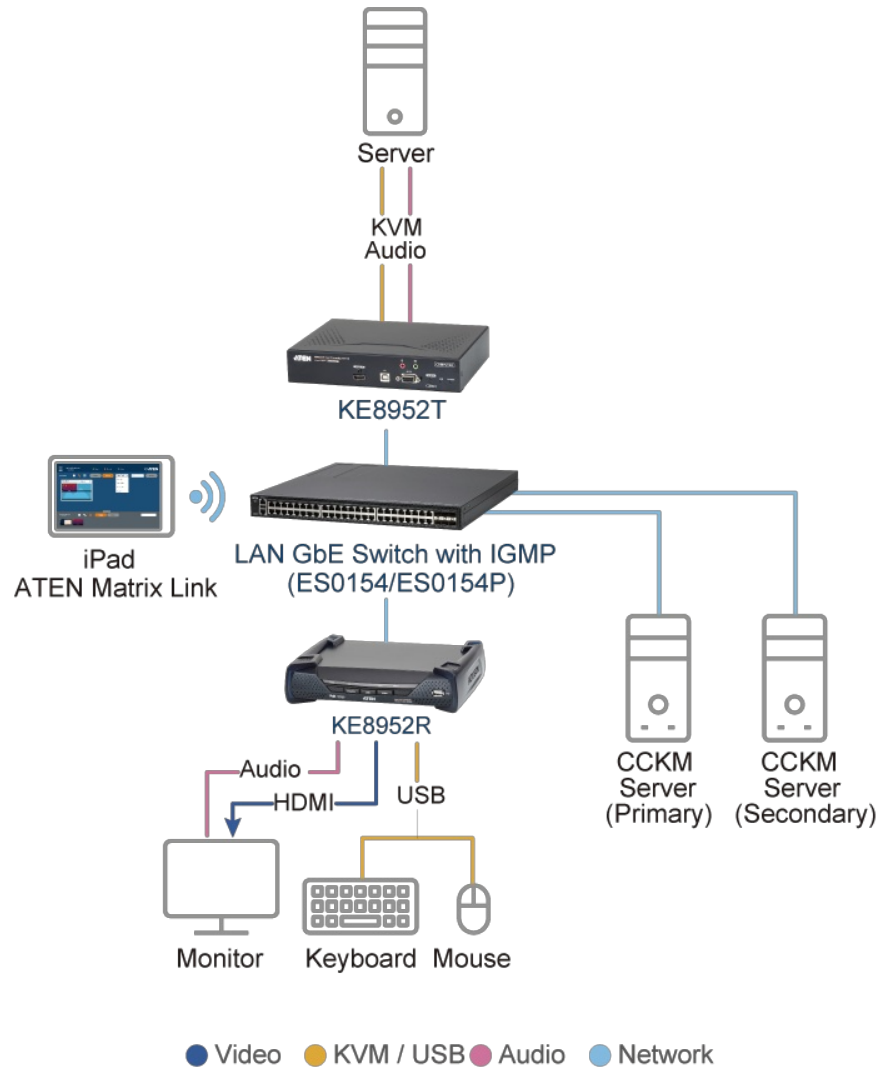 Server
KVM
Audio
ATEN
KE8952T
iPad
ATEN Matrix Link
LAN GbE Switch with IGMP
(ES0154/ES0154P)
KE8952R
Audio
HDMI
USB
CCKM
Server
(Primary)
CCKM
Server
(Secondary)
Monitor
Keyboard
Mouse
Video
KVM / USB
Audio
Network